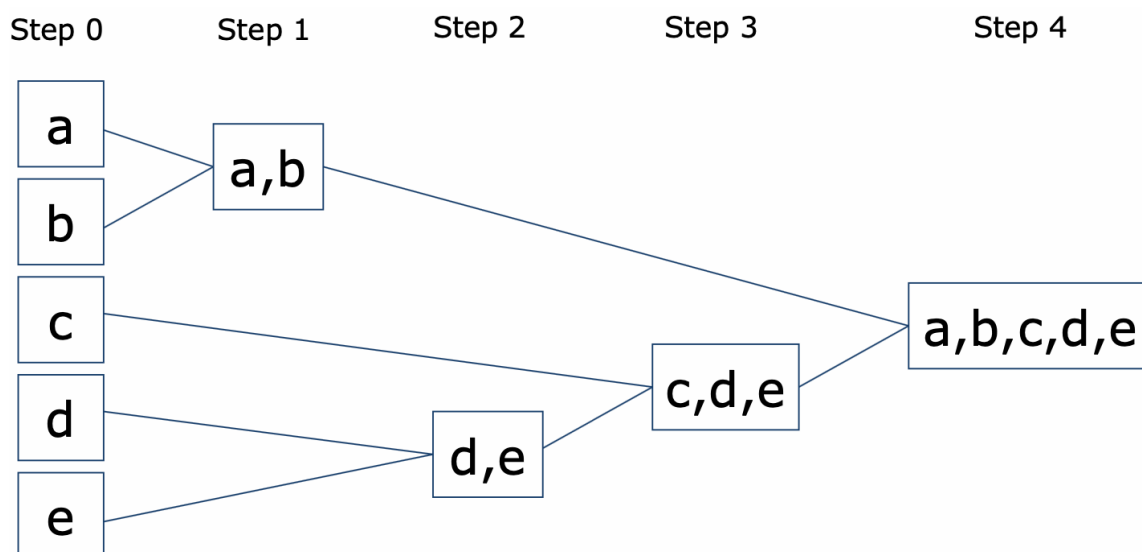 Step 0 Step 1 Step 2 Step 3 Step 4
a
a,b
b
c
a,b,c,d,e
c,d,e
d
d,e
e